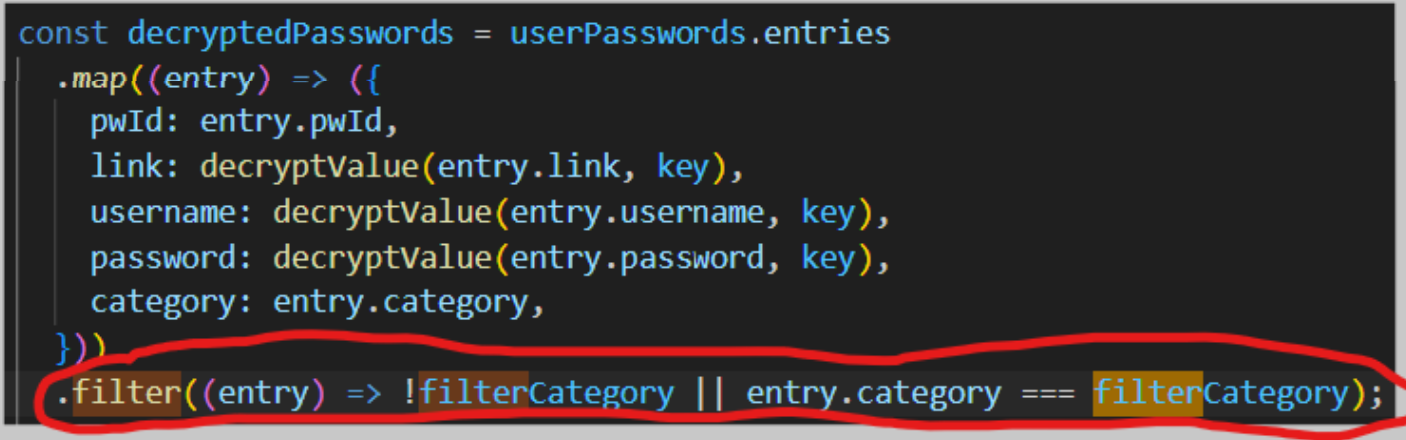 const decryptedPasswords = userPasswords.entries
.map((entry) => ({
pwId: entry.pwId,
link: decryptValue(entry.link, key),
username: decryptValue(entry.username, key),
password: decryptValue(entry.password, key),
category: entry.category,
}))
.filter((entry) => !filterCategory || entry.category === filterCategory);